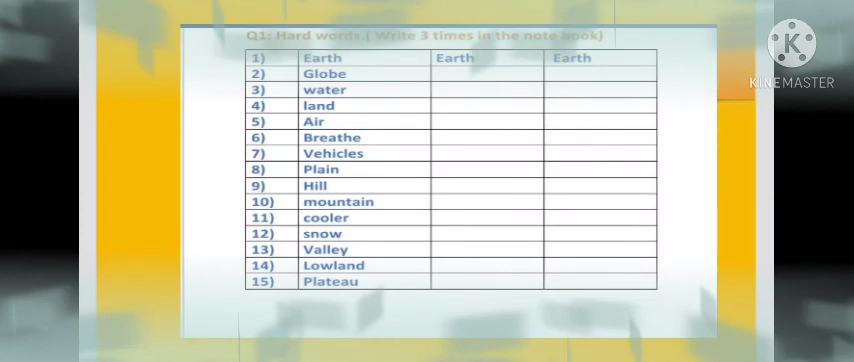 Q1: Hard words.( Write 3 times in the note book)
1) Earth Earth Earth
2) Globe
3) water
4) land
5) Air
6) Breathe
7) Vehicles
8) Plain
9) Hill
10) mountain
11) cooler
12) snow
13) Valley
14) Lowland
15) Plateau
K
KINEMASTER